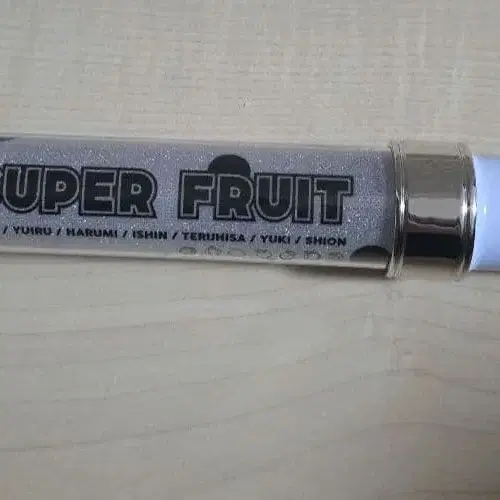 SUPER FRUIT
/ YUIRU / HARUMI / ISHIN / TERUHISA / YUKI / SHION